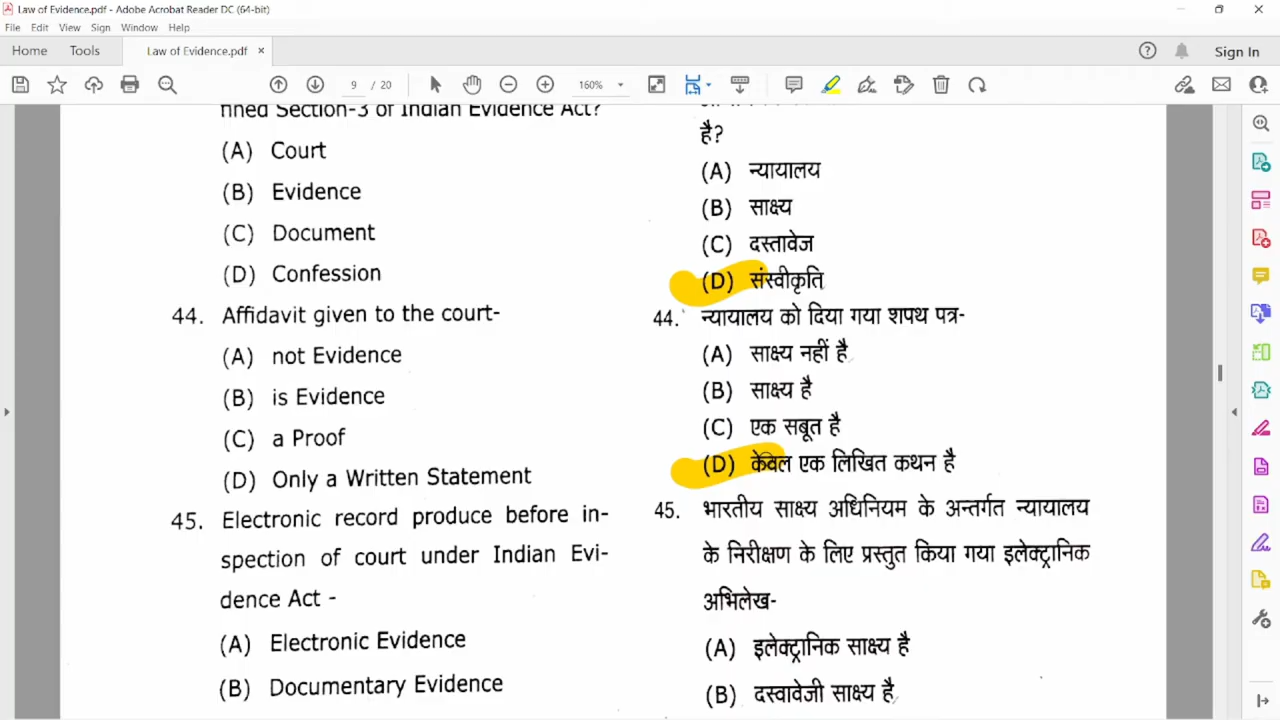 Law of Evidence.pdf - Adobe Acrobat Reader DC (64-bit)
File Edit View Sign Window Help
Home Tools Law of Evidence.pdf × Sign In
9 / 20 160%
fined Section-3 of Indian Evidence Act?
(A) Court
(B) Evidence
(C) Document
(D) Confession
44. Affidavit given to the court-
(A) not Evidence
(B) is Evidence
(C) a Proof
(D) Only a Written Statement
45. Electronic record produce before in-
spection of court under Indian Evi-
dence Act -
(A) Electronic Evidence
(B) Documentary Evidence
है?
(A) न्यायालय
(B) साक्ष्य
(C) दस्तावेज
(D) संस्वीकृति
44. न्यायालय को दिया गया शपथ पत्र-
(A) साक्ष्य नहीं है
(B) साक्ष्य है
(C) एक सबूत है
(D) केवल एक लिखित कथन है
45. भारतीय साक्ष्य अधिनियम के अन्तर्गत न्यायालय
के निरीक्षण के लिए प्रस्तुत किया गया इलेक्ट्रानिक
अभिलेख-
(A) इलेक्ट्रानिक साक्ष्य है
(B) दस्वावेजी साक्ष्य है